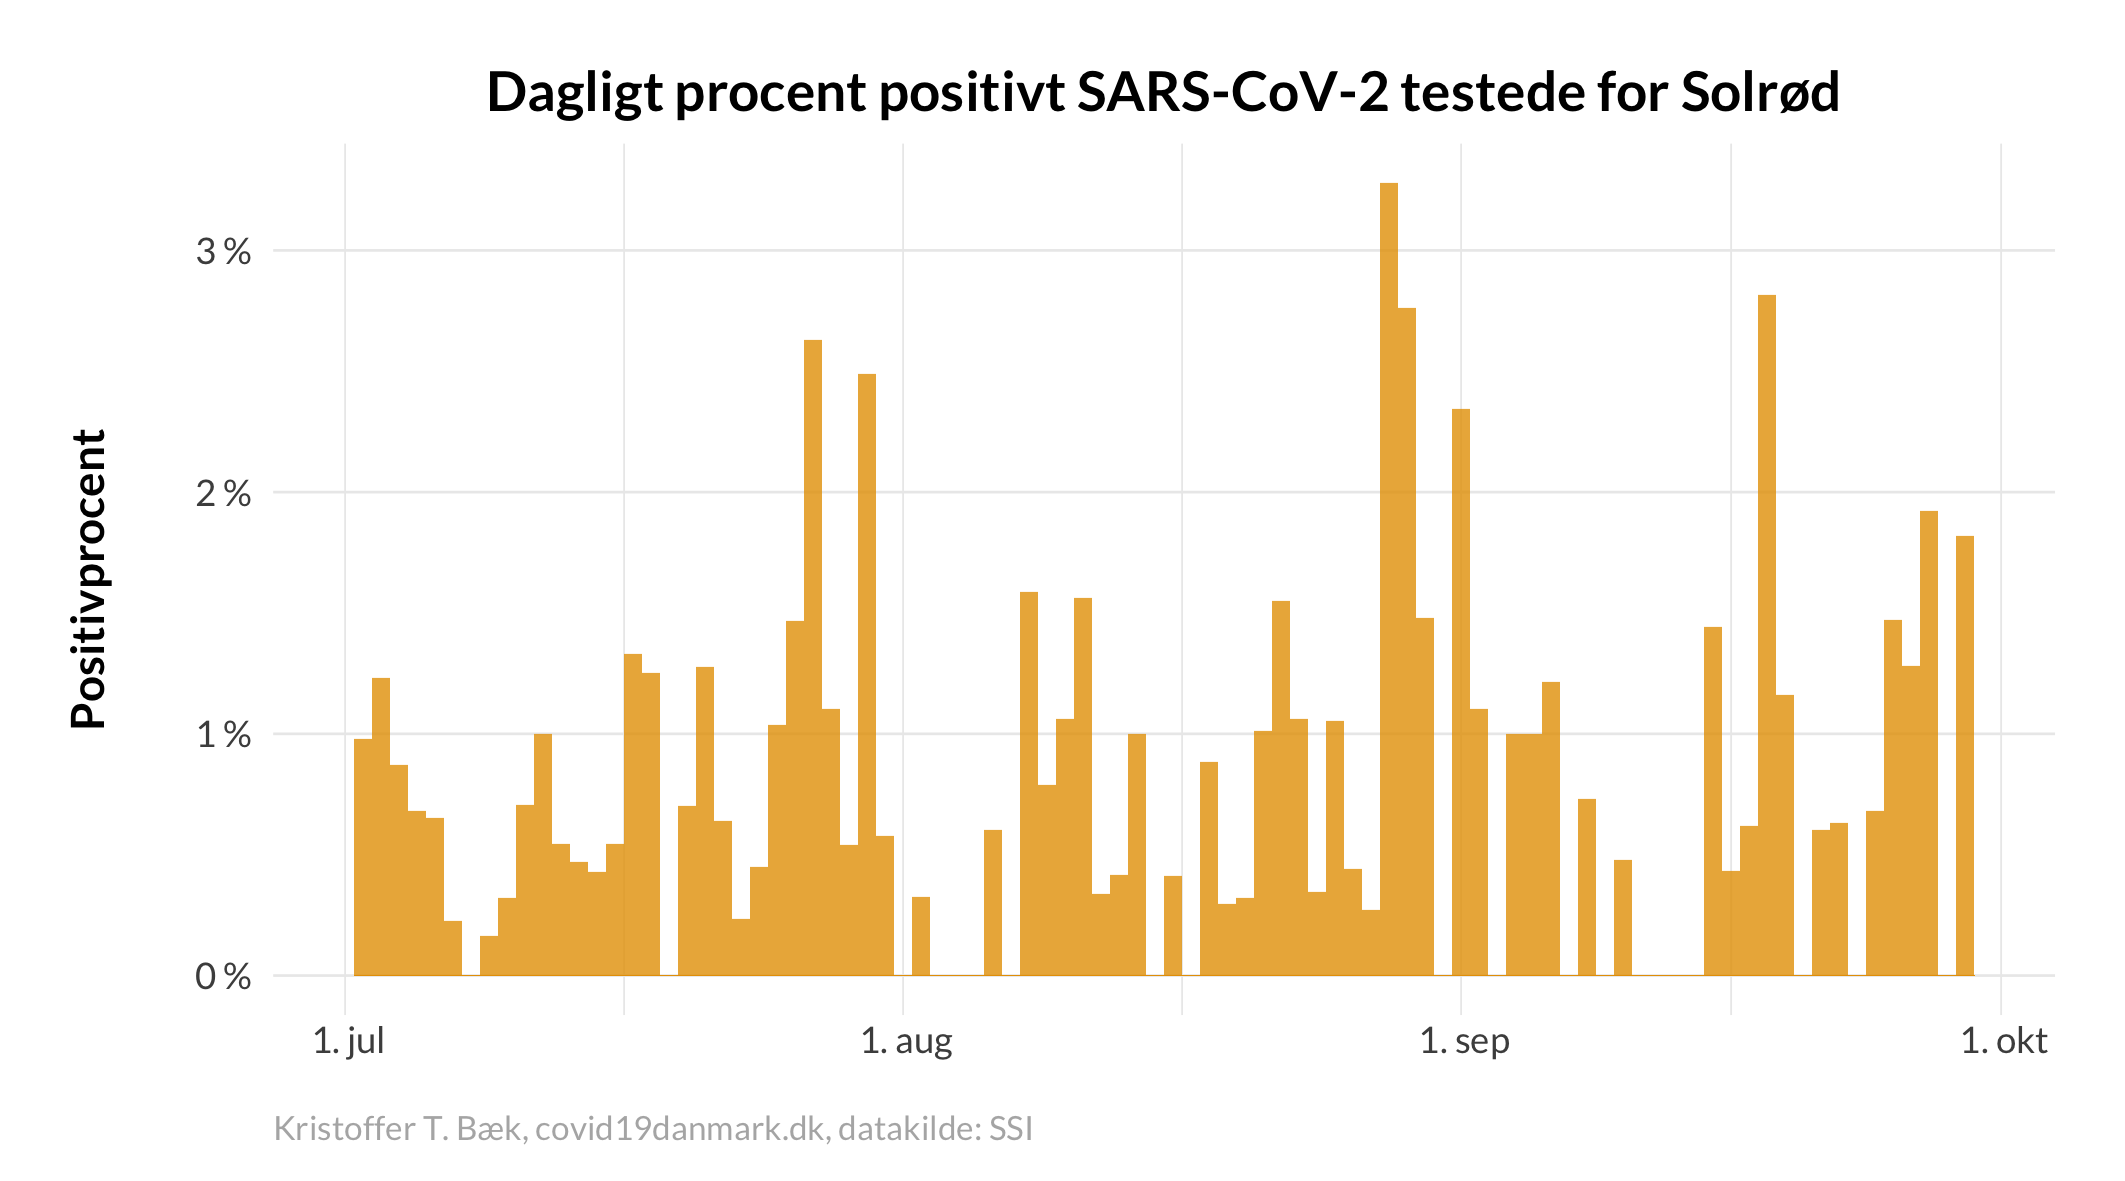 Dagligt procent positivt SARS-CoV-2 testede for Solrød
Positivprocent
3 %
2 %
1 %
0 %
1. jul
1. aug
1. sep
1. okt
Kristoffer T. Bæk, covid19danmark.dk, datakilde: SSI